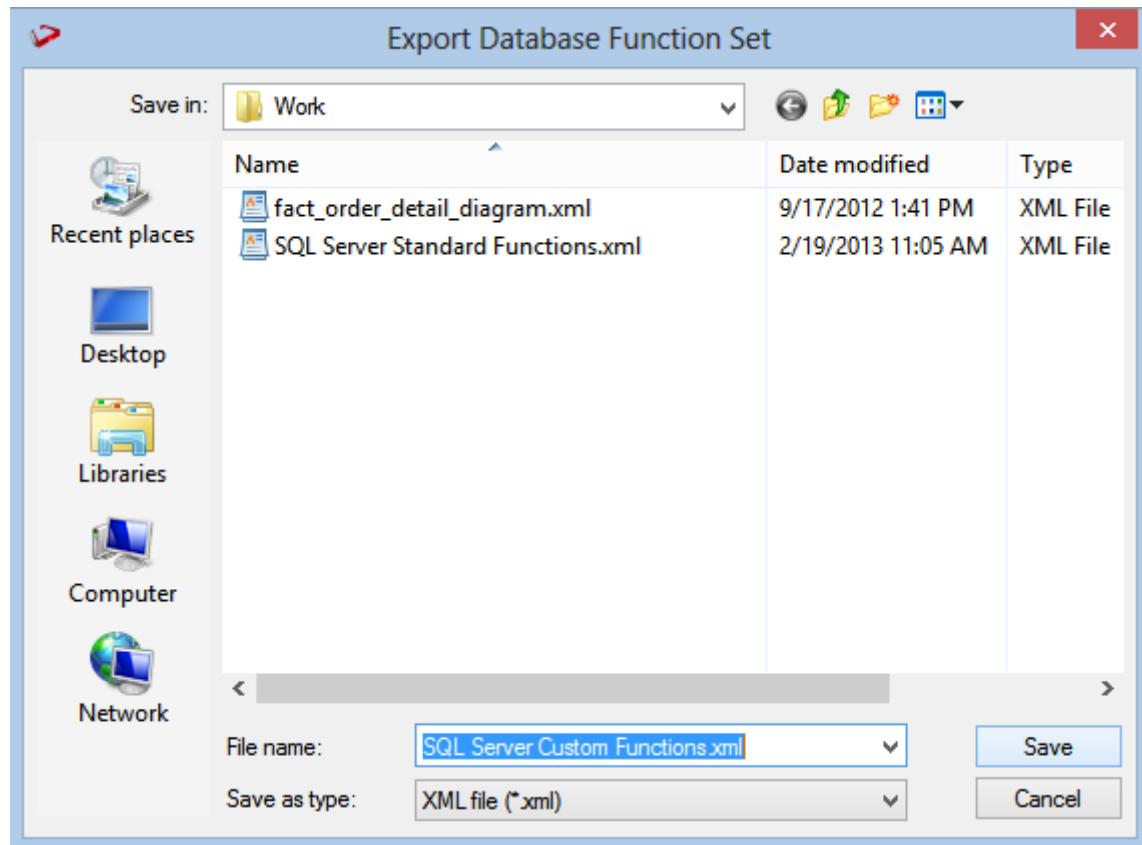 Export Database Function Set
Save in: Work
Name Date modified Type
fact_order_detail_diagram.xml 9/17/2012 1:41 PM XML File
SQL Server Standard Functions.xml 2/19/2013 11:05 AM XML File
Recent places
Desktop
Libraries
Computer
Network
File name: SQL Server Custom Functions.xml Save
Save as type: XML file (*.xml) Cancel